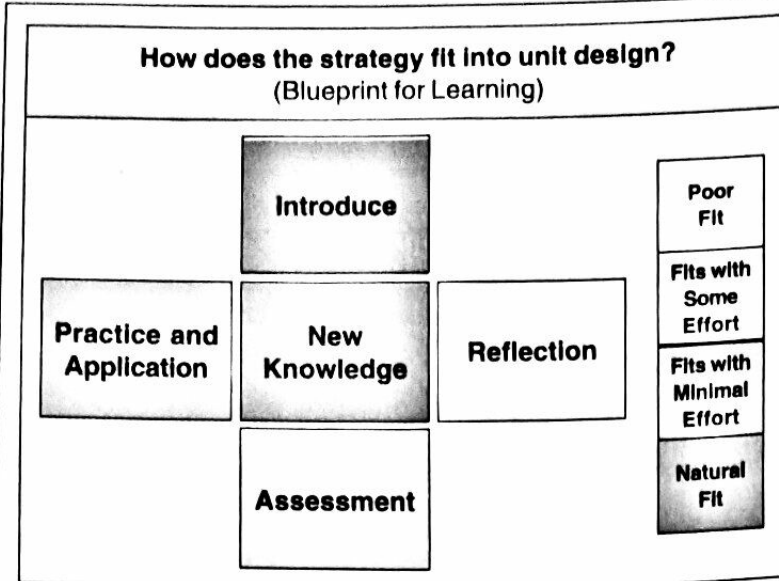 How does the strategy fit into unit design?
(Blueprint for Learning)
Introduce
Practice and
Application
New
Knowledge
Reflection
Assessment
Poor
Fit
Fits with
Some
Effort
Fits with
Minimal
Effort
Natural
Fit